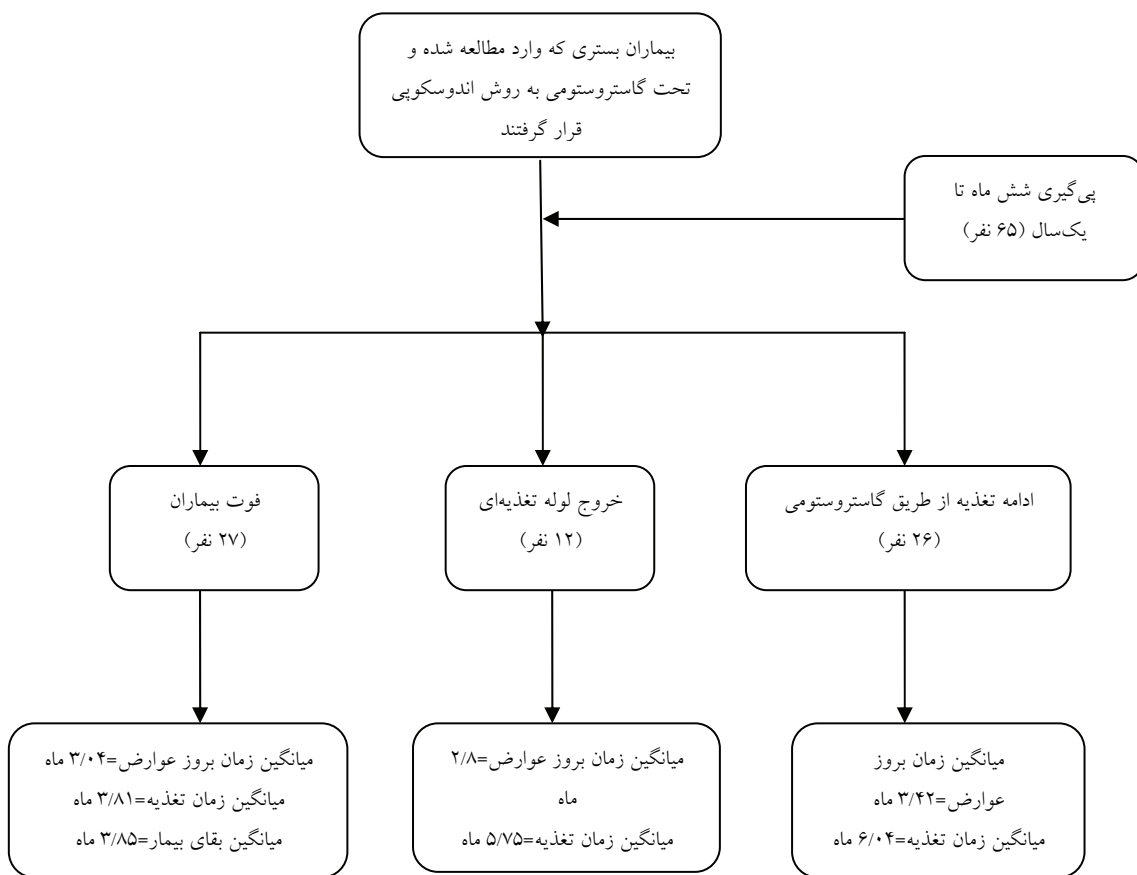 بیماران بستری که وارد مطالعه شده و
تحت گاستروستومی به روش اندوسکوپی
قرار گرفتند
پی‌گیری شش ماه تا
یک‌سال (۶۵ نفر)
ادامه تغذیه از طریق گاستروستومی
(۲۶ نفر)
خروج لوله تغذیه‌ای
(۱۲ نفر)
فوت بیماران
(۲۷ نفر)
میانگین زمان بروز
عوارض=۳/۴۲ ماه
میانگین زمان تغذیه=۶/۰۴ ماه
میانگین زمان بروز عوارض=۲/۸
ماه
میانگین زمان تغذیه=۵/۷۵ ماه
میانگین زمان بروز عوارض=۳/۰۴ ماه
میانگین زمان تغذیه=۳/۸۱ ماه
میانگین بقای بیمار=۳/۸۵ ماه